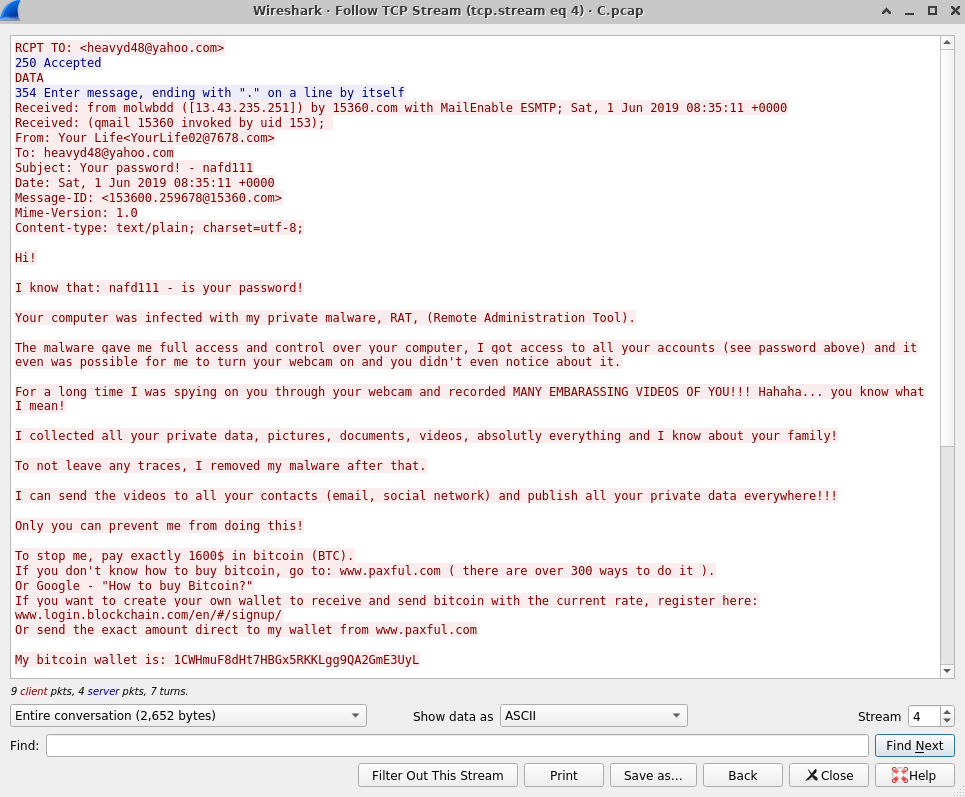 Wireshark · Follow TCP Stream (tcp.stream eq 4) · C.pcap
RCPT TO: <heavyd48@yahoo.com>
250 Accepted
DATA
354 Enter message, ending with "." on a line by itself
Received: from molwbdd ([13.43.235.251]) by 15360.com with MailEnable ESMTP; Sat, 1 Jun 2019 08:35:11 +0000
Received: (qmail 15360 invoked by uid 153);
From: Your Life<YourLife02@7678.com>
To: heavyd48@yahoo.com
Subject: Your password! - nafd111
Date: Sat, 1 Jun 2019 08:35:11 +0000
Message-ID: <153600.259678@15360.com>
Mime-Version: 1.0
Content-type: text/plain; charset=utf-8;
Hi!
I know that: nafd111 - is your password!
Your computer was infected with my private malware, RAT, (Remote Administration Tool).
The malware gave me full access and control over your computer, I got access to all your accounts (see password above) and it
even was possible for me to turn your webcam on and you didn't even notice about it.
For a long time I was spying on you through your webcam and recorded MANY EMBARASSING VIDEOS OF YOU!!! Hahaha... you know what
I mean!
I collected all your private data, pictures, documents, videos, absolutly everything and I know about your family!
To not leave any traces, I removed my malware after that.
I can send the videos to all your contacts (email, social network) and publish all your private data everywhere!!!
Only you can prevent me from doing this!
To stop me, pay exactly 1600$ in bitcoin (BTC).
If you don't know how to buy bitcoin, go to: www.paxful.com ( there are over 300 ways to do it ).
Or Google - "How to buy Bitcoin?"
If you want to create your own wallet to receive and send bitcoin with the current rate, register here:
www.login.blockchain.com/en/#/signup/
Or send the exact amount direct to my wallet from www.paxful.com
My bitcoin wallet is: 1CWHmuF8dHt7HBGx5RKKLgg9QA2GmE3UyL
9 client pkts, 4 server pkts, 7 turns.
Entire conversation (2,652 bytes) Show data as ASCII Stream 4
Find: Find Next
Filter Out This Stream Print Save as… Back Close Help